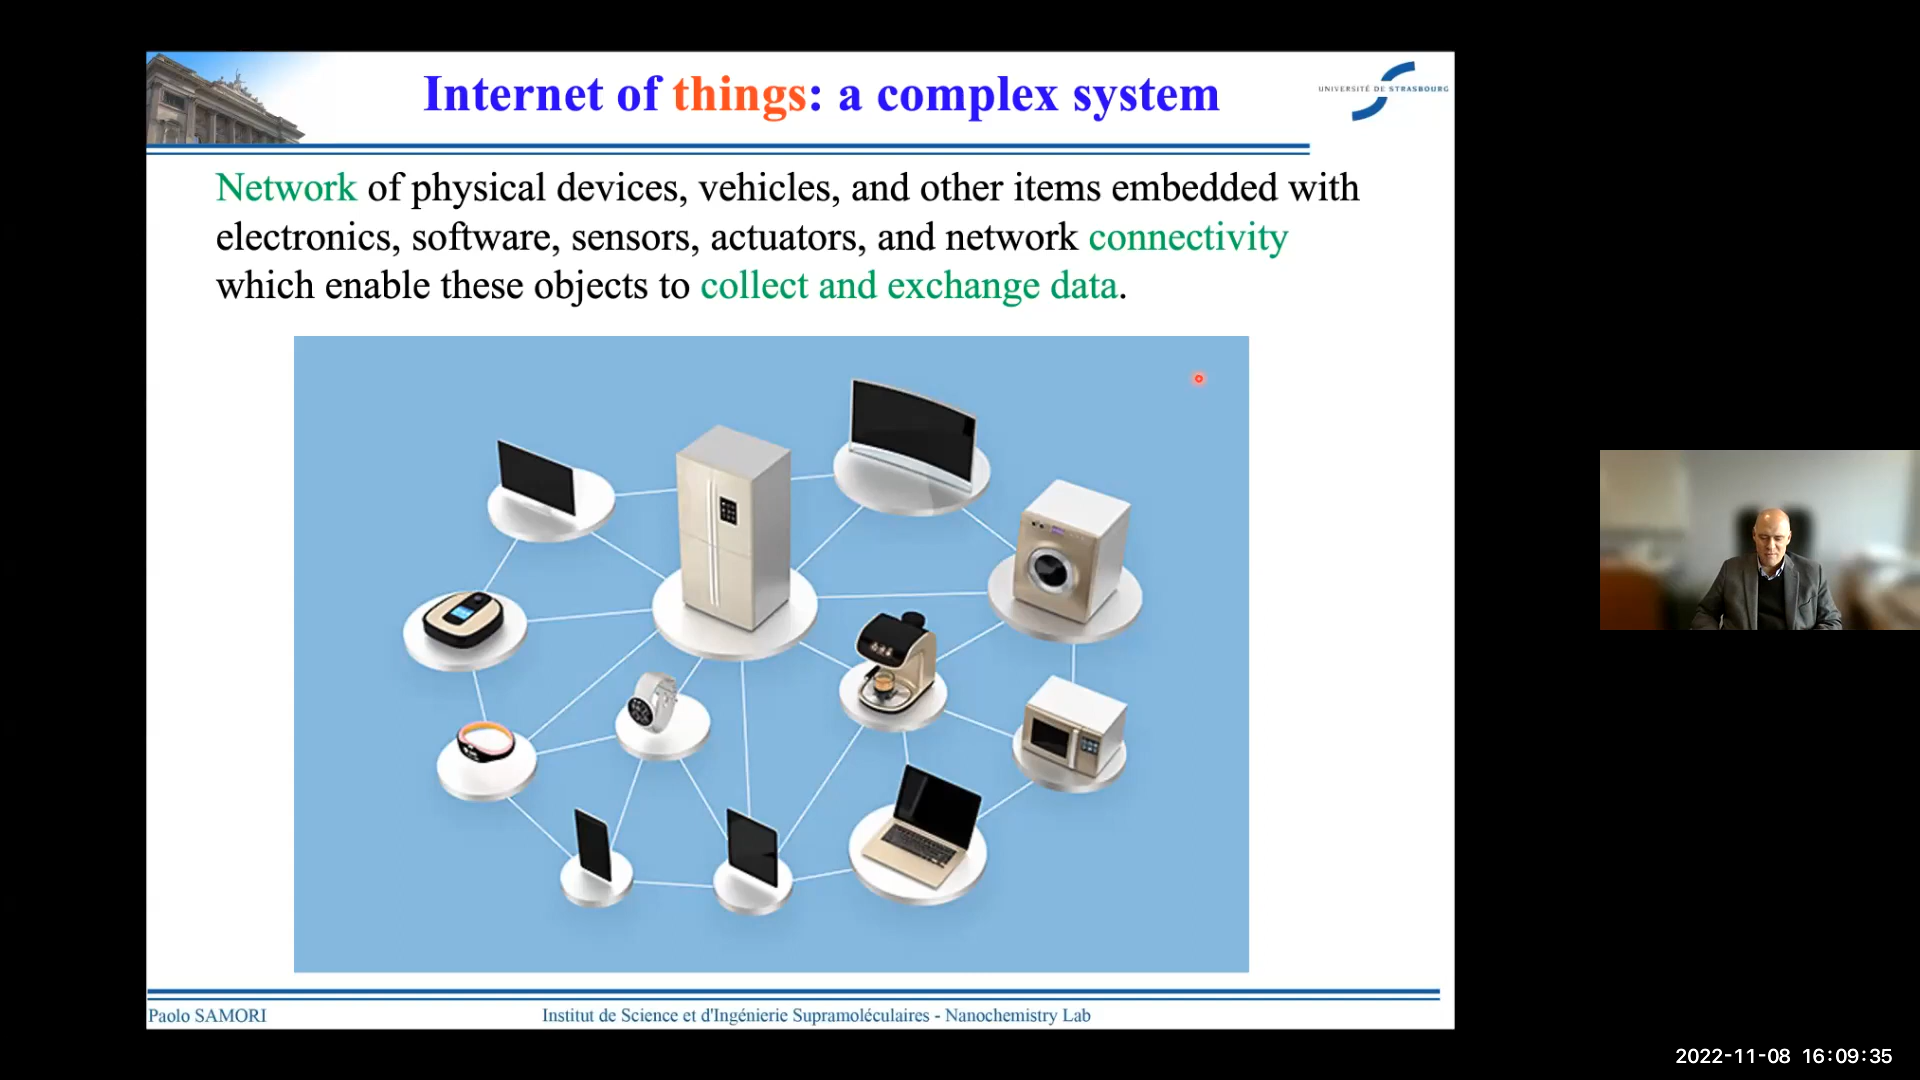 Internet of things: a complex system
UNIVERSITÉ DE STRASBOURG
Network of physical devices, vehicles, and other items embedded with
electronics, software, sensors, actuators, and network connectivity
which enable these objects to collect and exchange data.
Paolo SAMORI
Institut de Science et d'Ingénierie Supramoléculaires - Nanochemistry Lab
2022-11-08 16:09:35